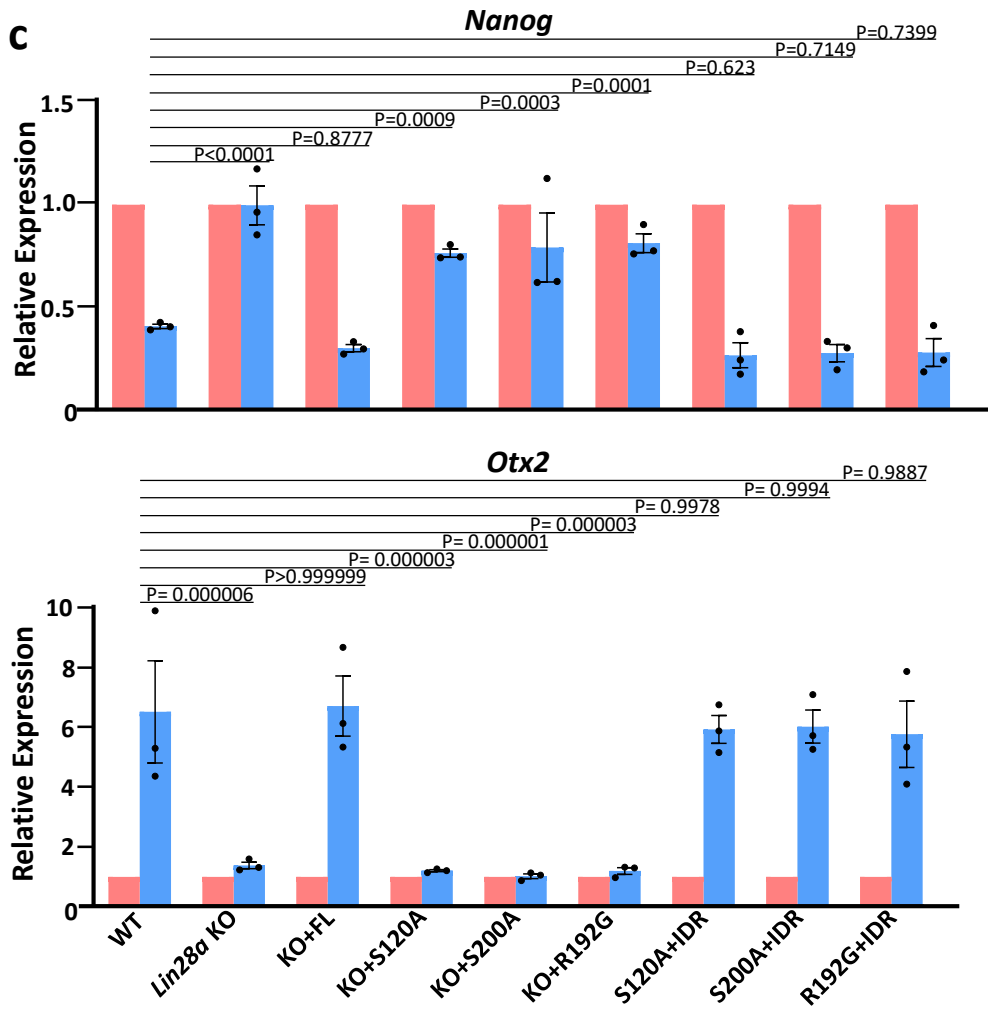 c
Nanog
P=0.7399
P=0.7149
P=0.623
P=0.0001
P=0.0003
P=0.0009
P=0.8777
P<0.0001
Relative Expression
1.5
1.0
0.5
0
Otx2
P= 0.9887
P= 0.9994
P= 0.9978
P= 0.000003
P= 0.000001
P= 0.000003
P>0.999999
P= 0.000006
Relative Expression
10
8
6
4
2
0
WT
Lin28a KO
KO+FL
KO+S120A
KO+S200A
KO+R192G
S120A+IDR
S200A+IDR
R192G+IDR